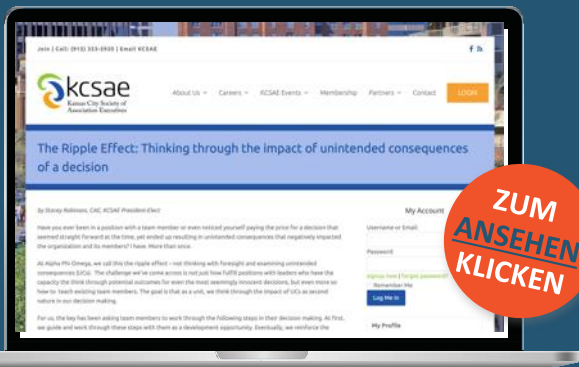 Join | Call: (913) 353-5930 | Email KCSAE
kcsae
Kansas City Society of
Association Executives
About Us
Careers
KCSAE Events
Membership
Partners
Contact
LOGIN
The Ripple Effect: Thinking through the impact of unintended consequences
of a decision
by Stacey Robinson, CAE, KCSAE President-Elect
Have you ever been in a position with a team member or even noticed yourself paying the price for a decision that
seemed straight forward at the time, yet ended up resulting in unintended consequences that negatively impacted
the organization and its members? I have. More than once.
At Alpha Phi Omega, we call this the ripple effect – not thinking with foresight and examining unintended
consequences (UCs). The challenge we've come across is not just how fulfill positions with leaders who have the
capacity the think through potential outcomes for even the most seemingly innocent decisions, but even more so
how to teach existing team members. The goal is that as a unit, we think through the impact of UCs as second
nature in our decision making.
For us, the key has been asking team members to work through the following steps in their decision making. At first,
we guide and work through these steps with them as a development opportunity. Eventually, we reinforce the
My Account
Username or Email
Password
signup now | forgot password?
Remember Me
Log Me In
My Profile
ZUM
ANSEHEN
KLICKEN